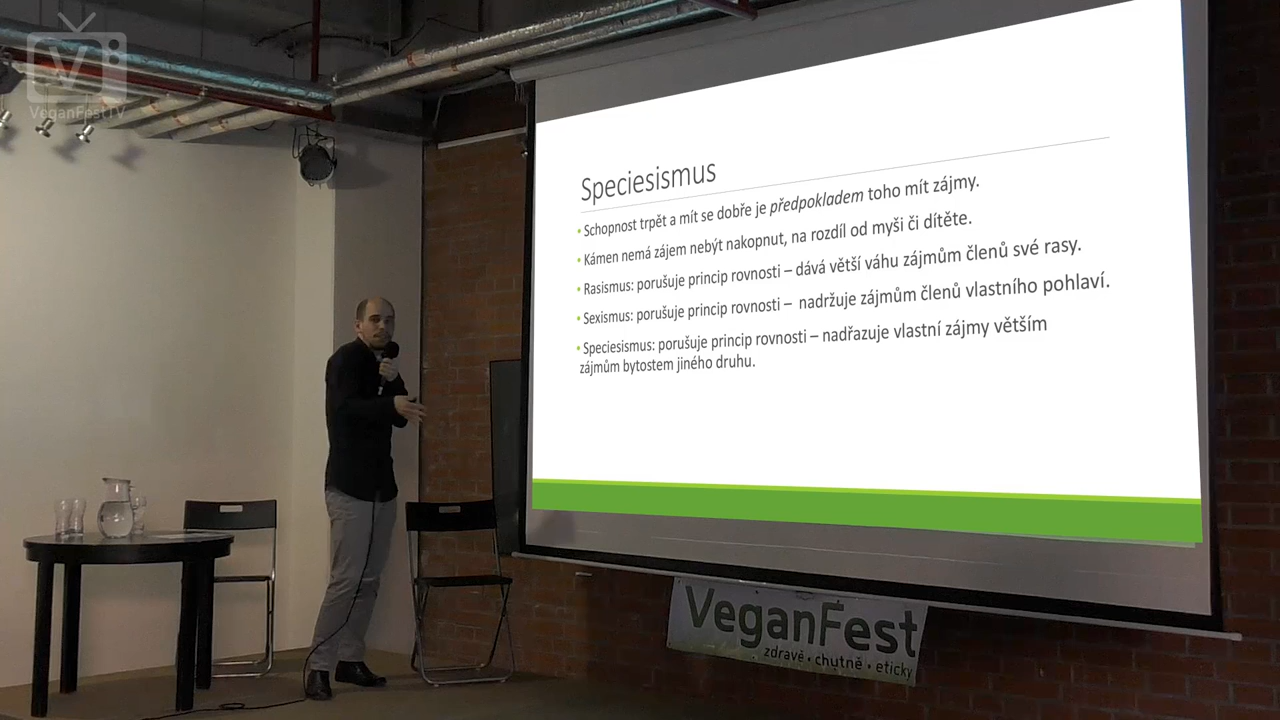 VeganFestTV
Speciesismus
• Schopnost trpět a mít se dobře je předpokladem toho mít zájmy.
• Kámen nemá zájem nebýt nakopnut, na rozdíl od myši či dítěte.
• Rasismus: porušuje princip rovnosti – dává větší váhu zájmům členů své rasy.
• Sexismus: porušuje princip rovnosti – nadržuje zájmům členů vlastního pohlaví.
• Speciesismus: porušuje princip rovnosti – nadřazuje vlastní zájmy větším
zájmům bytostem jiného druhu.
VeganFest
zdravě • chutně • eticky